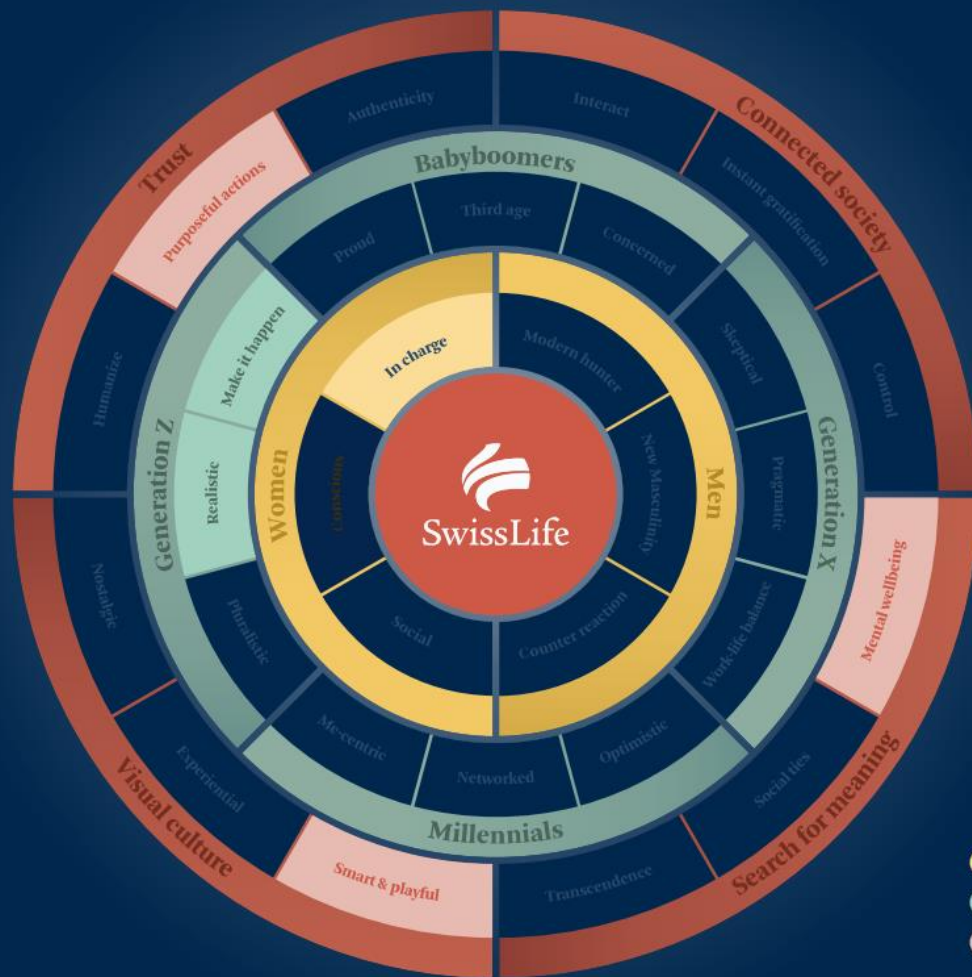 Trust
Authenticity
Purposeful actions
Humanize
Connected society
Interact
Instant gratification
Control
Babyboomers
Proud
Third age
Concerned
Generation Z
Make it happen
Realistic
Pluralistic
Generation X
Skeptical
Pragmatic
Work-life balance
Women
In charge
Conscious
Social
Men
Modern hunter
New Masculinity
Counter reaction
SwissLife
Millennials
Me-centric
Networked
Optimistic
Visual culture
Nostalgic
Experiential
Smart & playful
Search for meaning
Mental wellbeing
Social ties
Transcendence